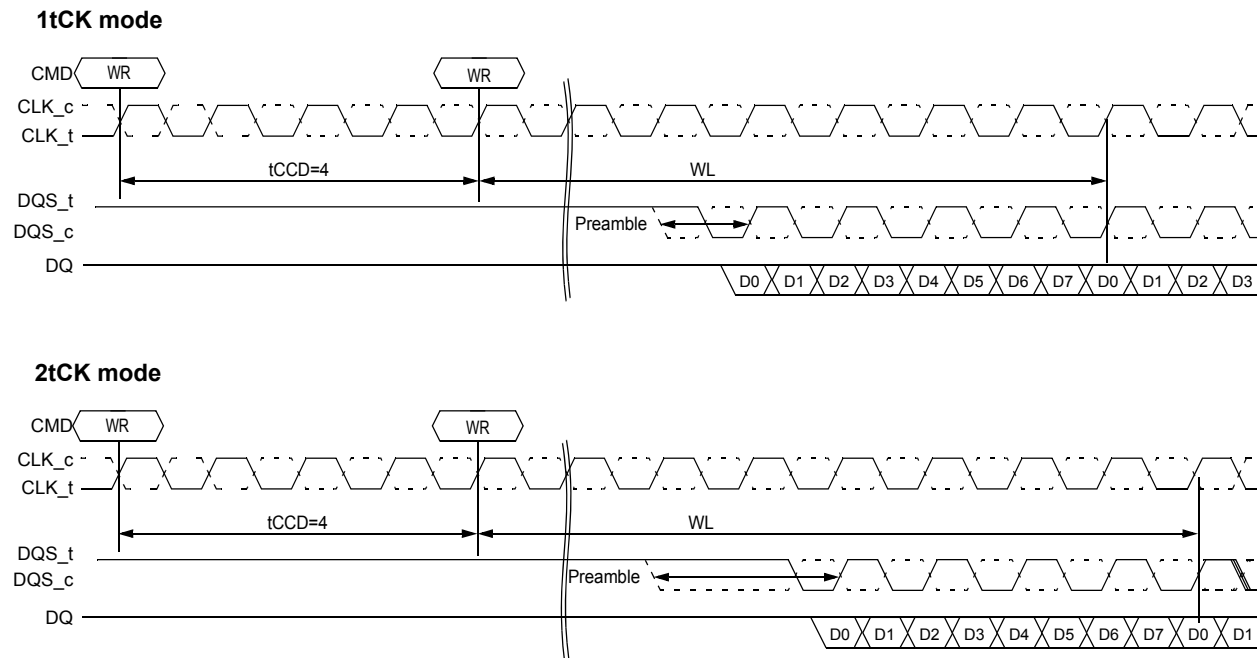 1tCK mode
CMD WR WR
CLK_c
CLK_t
tCCD=4 WL
DQS_t
Preamble
DQS_c
DQ
D0 D1 D2 D3 D4 D5 D6 D7 D0 D1 D2 D3
2tCK mode
CMD WR WR
CLK_c
CLK_t
tCCD=4 WL
DQS_t
DQS_c Preamble
DQ
D0 D1 D2 D3 D4 D5 D6 D7 D0 D1